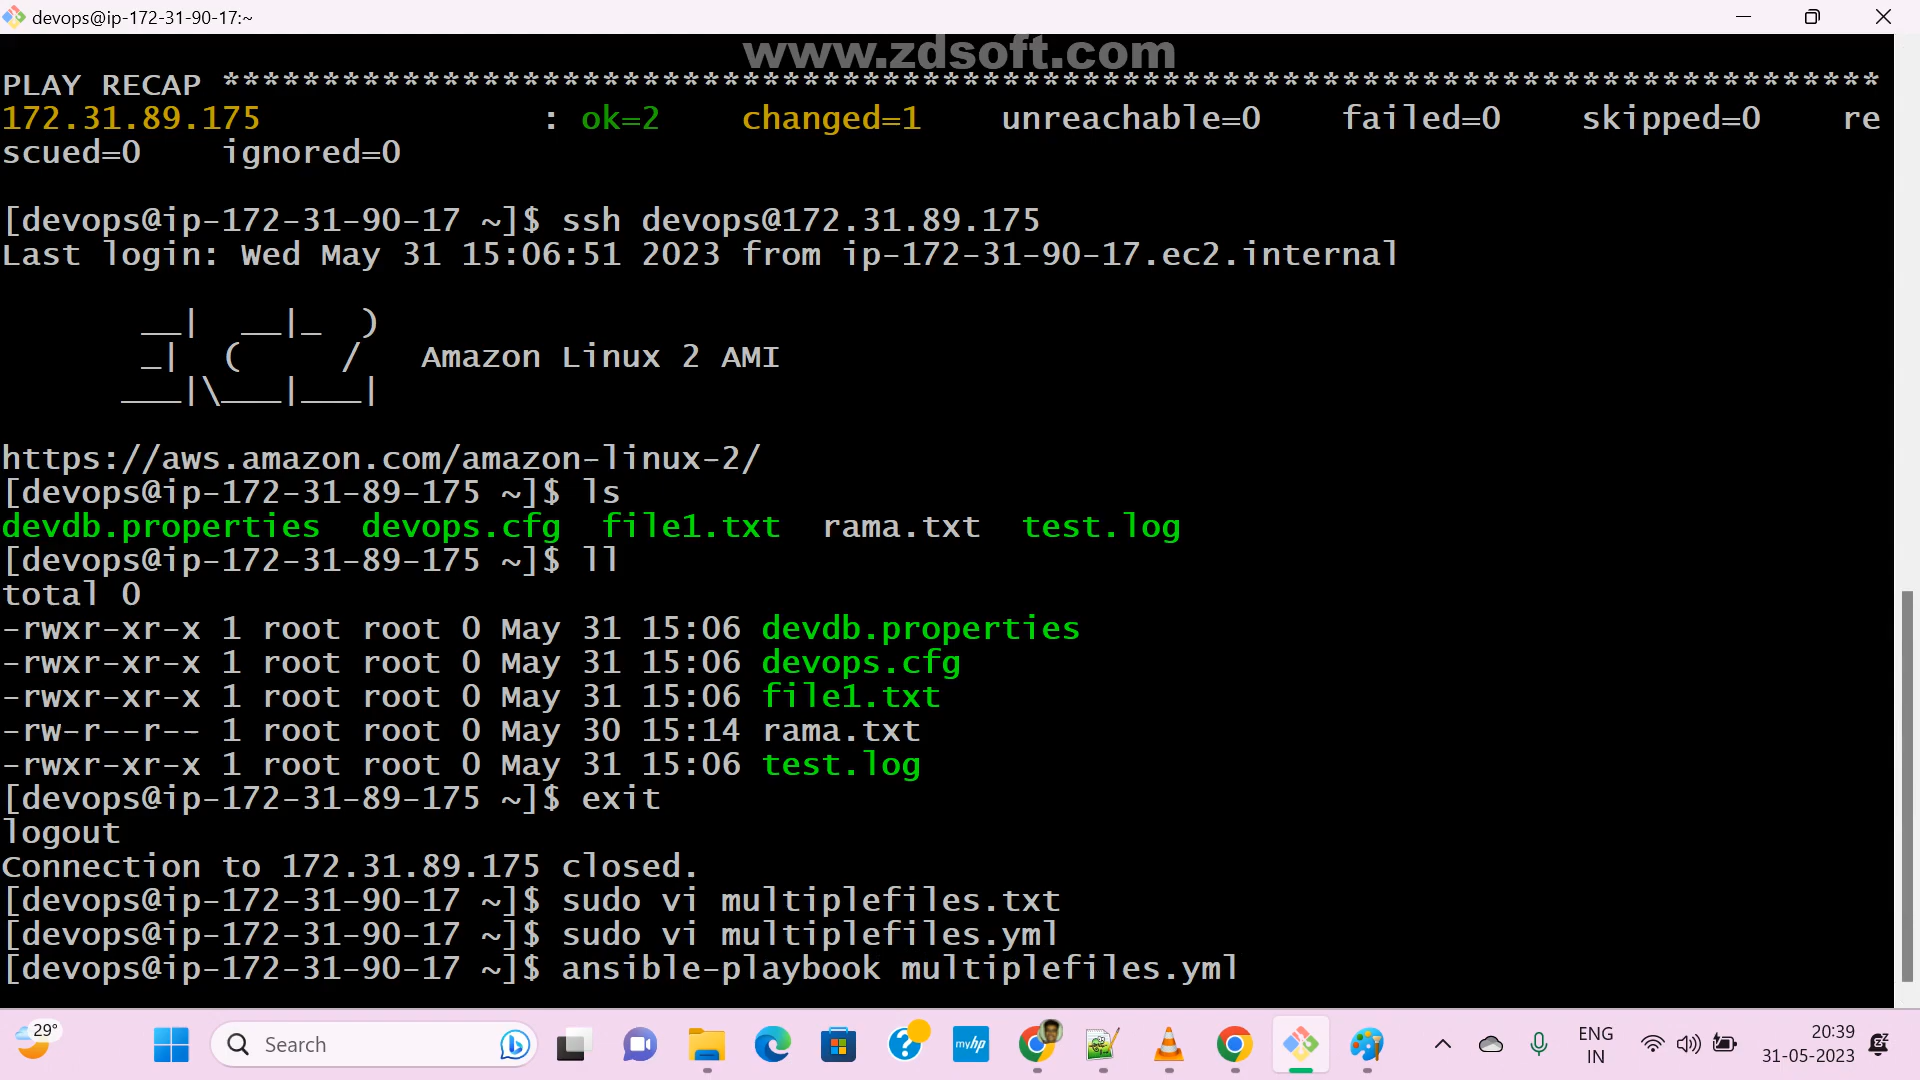 devops@ip-172-31-90-17:~
www.zdsoft.com
PLAY RECAP ***********************************************************************************
172.31.89.175              : ok=2    changed=1    unreachable=0    failed=0    skipped=0    re
scued=0    ignored=0
[devops@ip-172-31-90-17 ~]$ ssh devops@172.31.89.175
Last login: Wed May 31 15:06:51 2023 from ip-172-31-90-17.ec2.internal
       __|  __|_  )
       _|  (     /   Amazon Linux 2 AMI
      ___|\___|___|
https://aws.amazon.com/amazon-linux-2/
[devops@ip-172-31-89-175 ~]$ ls
devdb.properties  devops.cfg  file1.txt  rama.txt  test.log
[devops@ip-172-31-89-175 ~]$ ll
total 0
-rwxr-xr-x 1 root root 0 May 31 15:06 devdb.properties
-rwxr-xr-x 1 root root 0 May 31 15:06 devops.cfg
-rwxr-xr-x 1 root root 0 May 31 15:06 file1.txt
-rw-r--r-- 1 root root 0 May 30 15:14 rama.txt
-rwxr-xr-x 1 root root 0 May 31 15:06 test.log
[devops@ip-172-31-89-175 ~]$ exit
logout
Connection to 172.31.89.175 closed.
[devops@ip-172-31-90-17 ~]$ sudo vi multiplefiles.txt
[devops@ip-172-31-90-17 ~]$ sudo vi multiplefiles.yml
[devops@ip-172-31-90-17 ~]$ ansible-playbook multiplefiles.yml
29°
Search
myhp
ENG
IN
20:39
31-05-2023